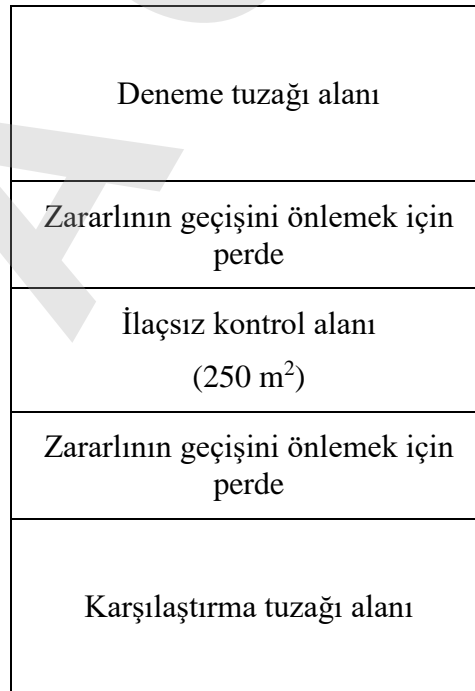 Deneme tuzağı alanı
Zararlının geçişini önlemek için
perde
İlaçsız kontrol alanı
(250 m²)
Zararlının geçişini önlemek için
perde
Karşılaştırma tuzağı alanı